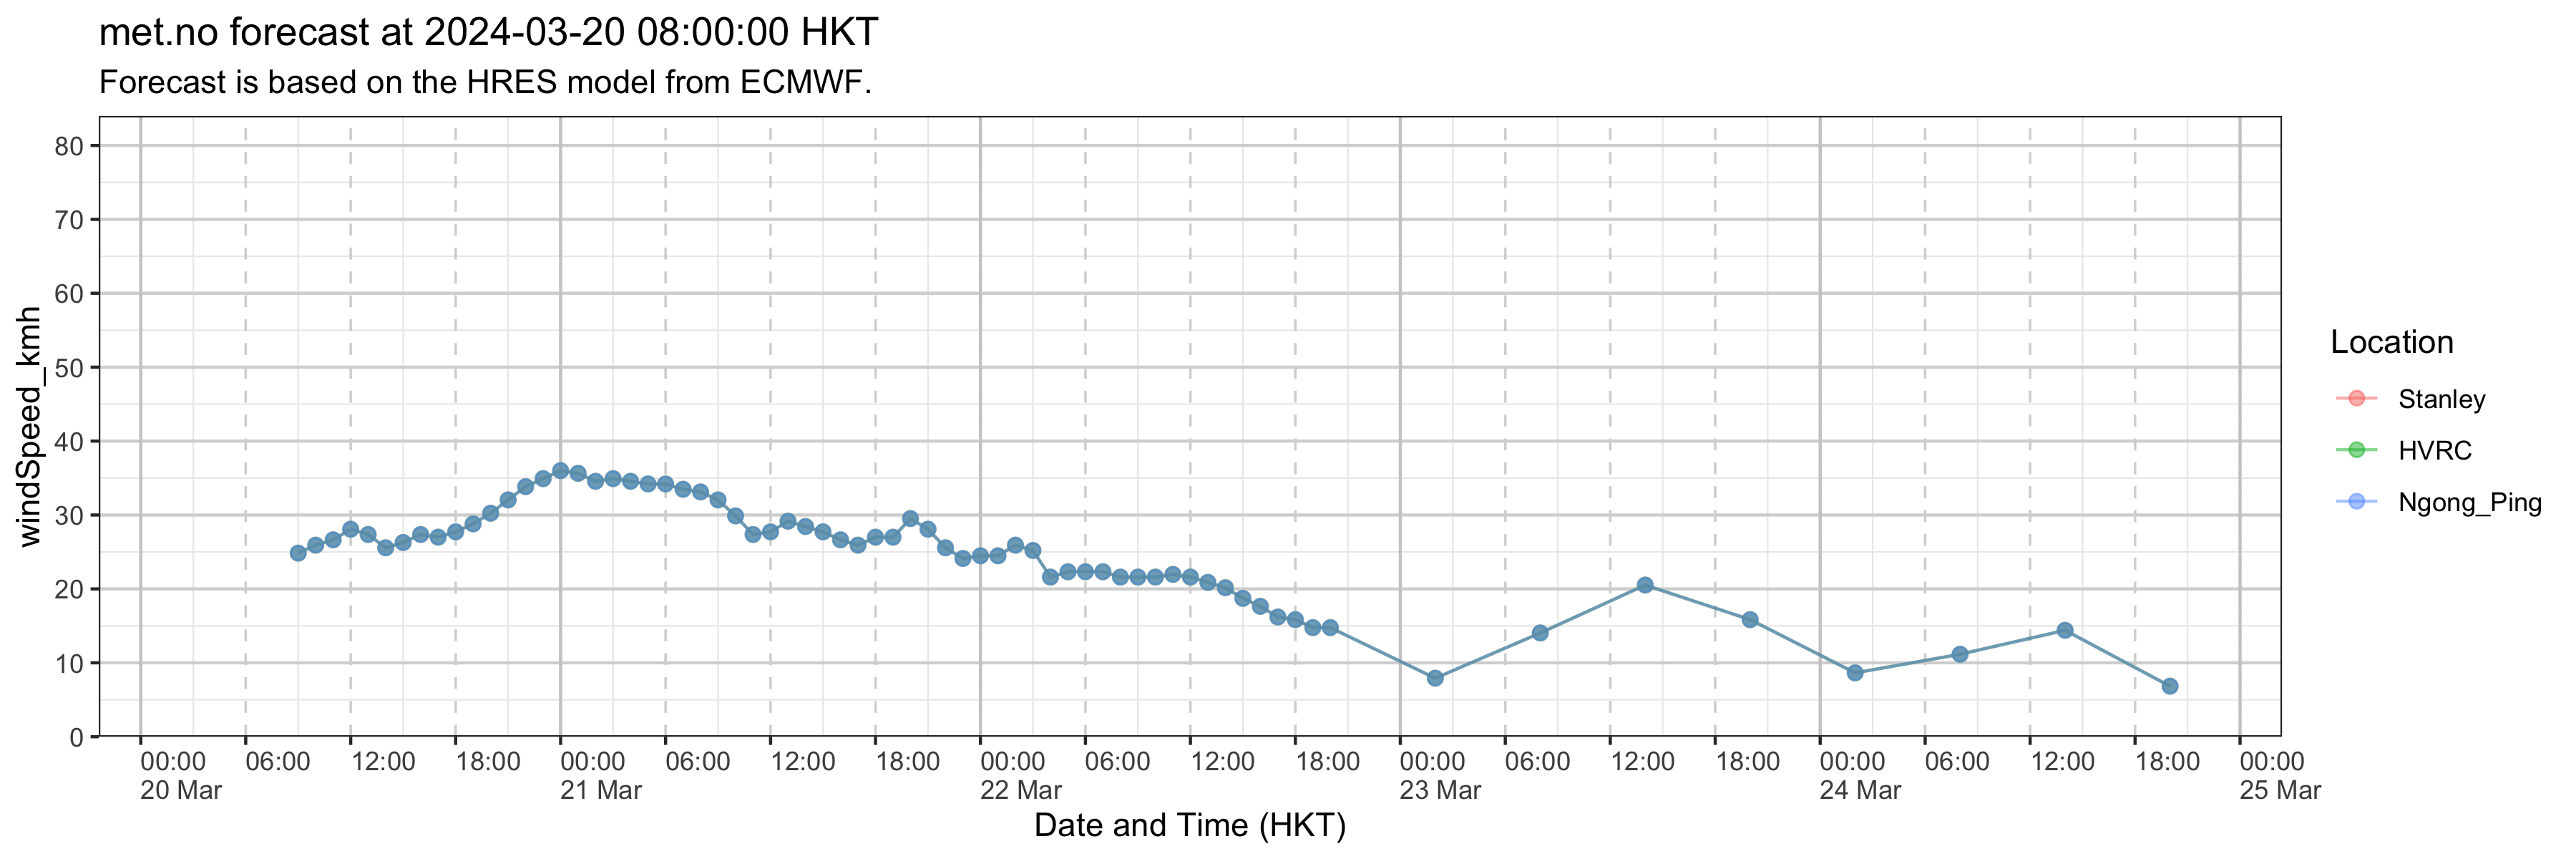 met.no forecast at 2024-03-20 08:00:00 HKT
Forecast is based on the HRES model from ECMWF.
windSpeed_kmh
80
70
60
50
40
30
20
10
0
00:00 06:00 12:00 18:00 00:00 06:00 12:00 18:00 00:00 06:00 12:00 18:00 00:00 06:00 12:00 18:00 00:00 06:00 12:00 18:00 00:00
20 Mar 21 Mar 22 Mar 23 Mar 24 Mar 25 Mar
Date and Time (HKT)
Location
Stanley
HVRC
Ngong_Ping